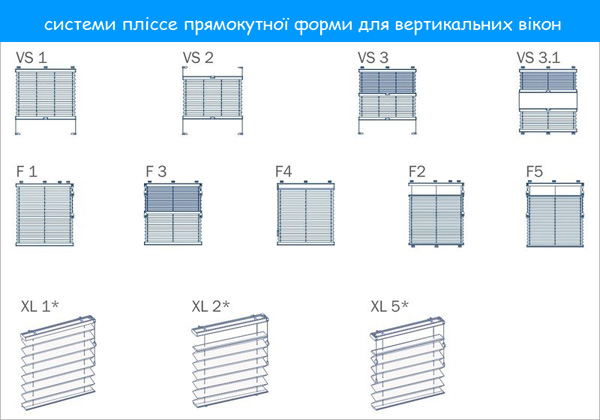 системи пліссе прямокутної форми для вертикальних вікон
VS 1 VS 2 VS 3 VS 3.1
F 1 F 3 F4 F2 F5
XL 1* XL 2* XL 5*